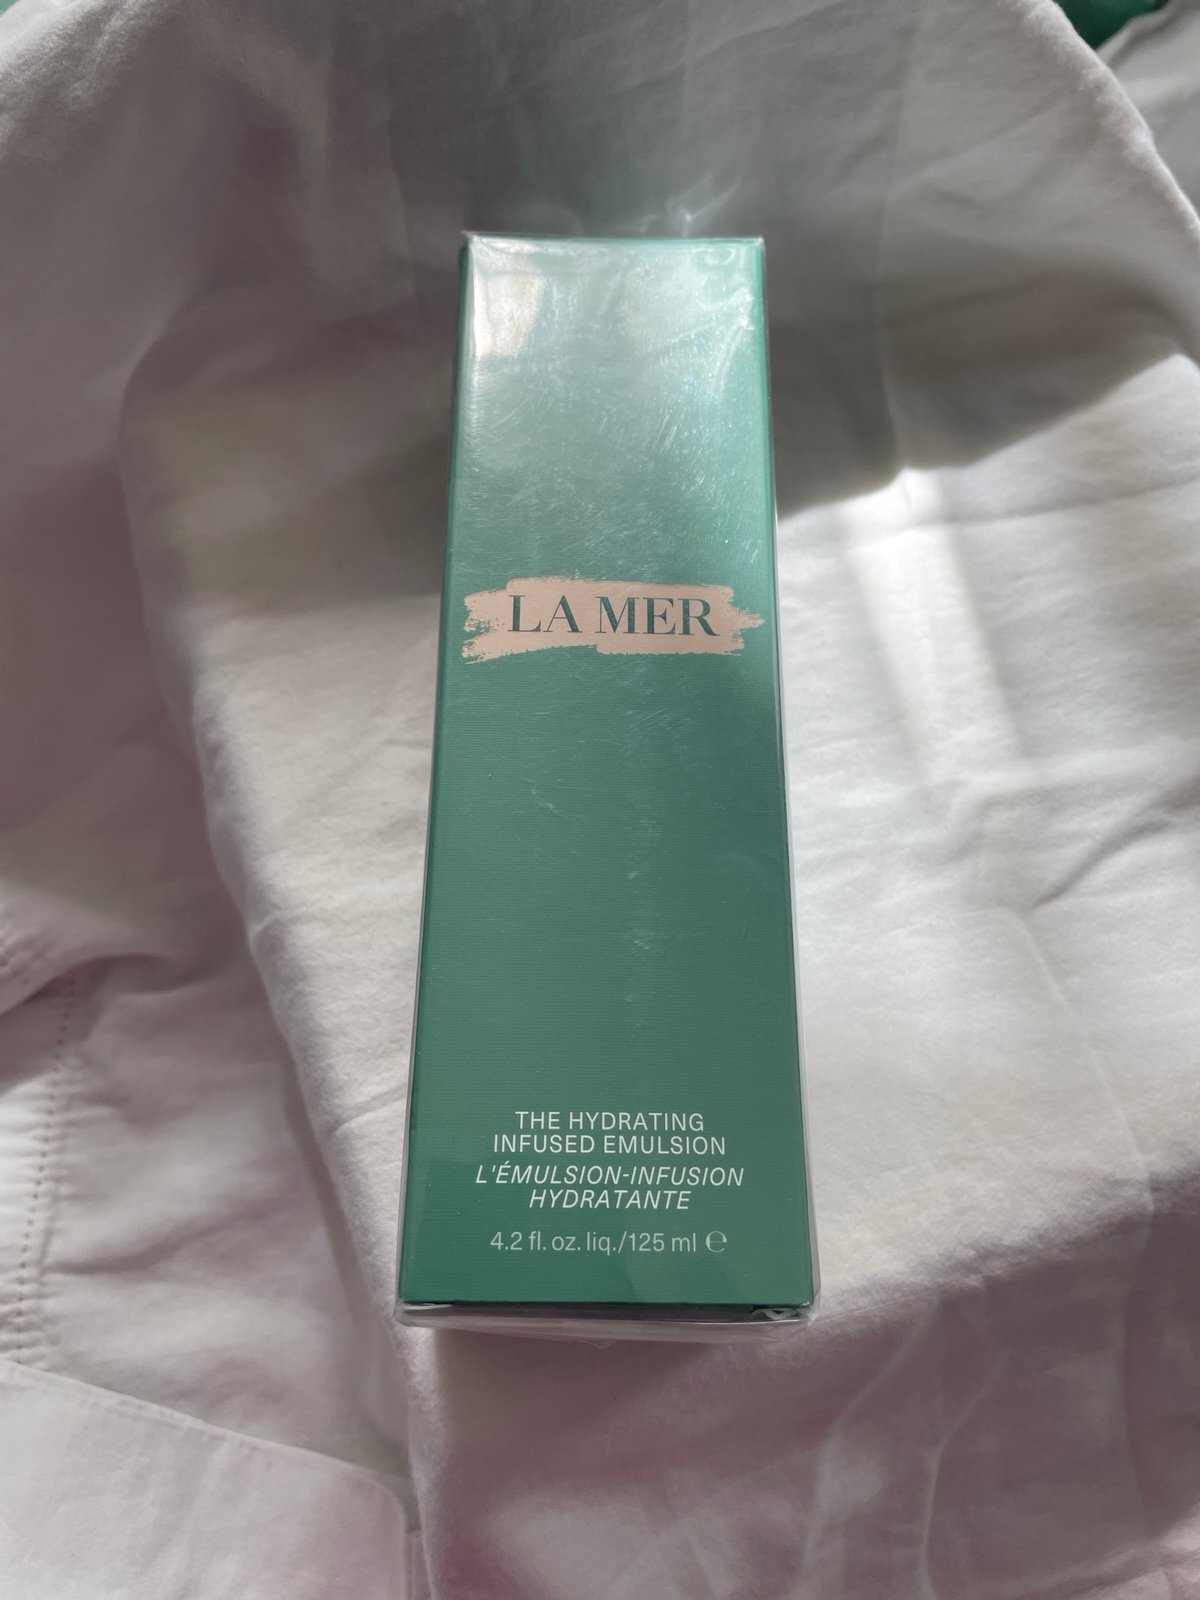 LA MER
THE HYDRATING
INFUSED EMULSION
L'ÉMULSION-INFUSION
HYDRATANTE
4.2 fl. oz. liq./125 ml ℮